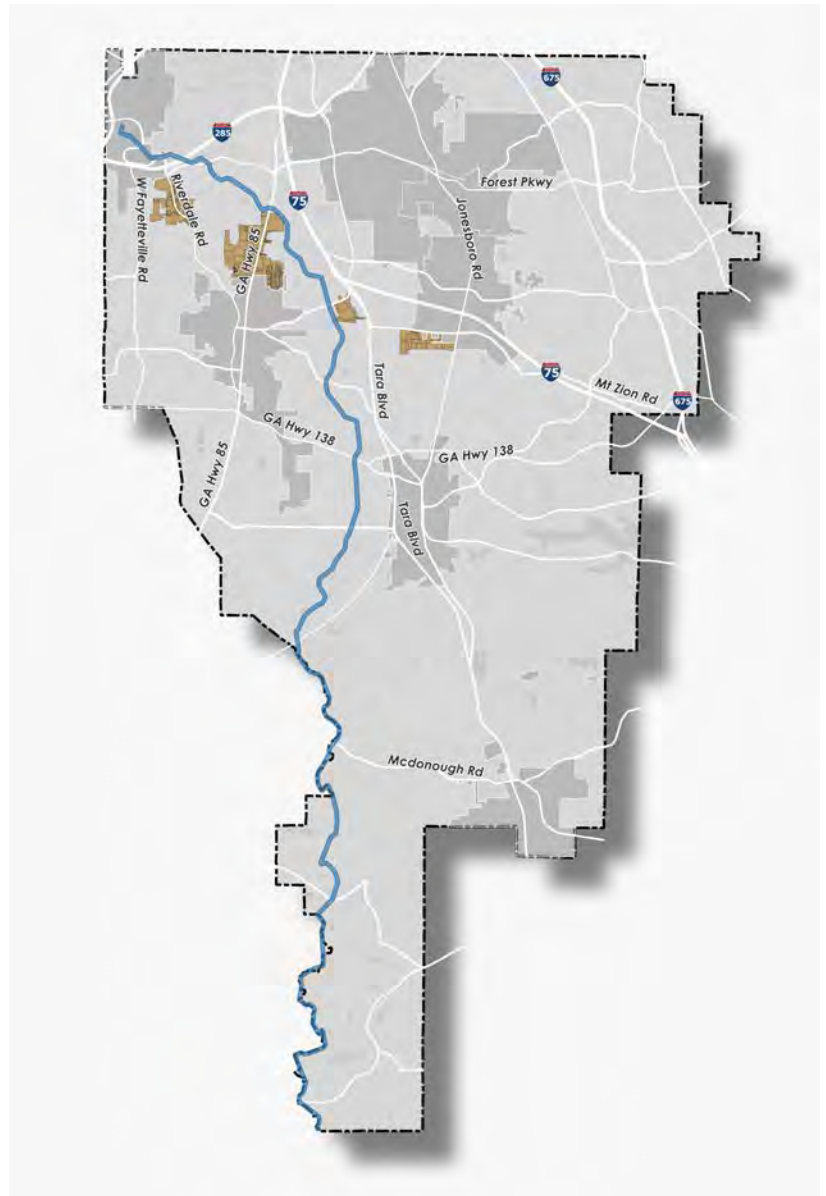 675
285
Forest Pkwy
Riverdale Rd
W Fayetteville Rd
75
Jonesboro Rd
GA Hwy 85
Tara Blvd
75
Mt Zion Rd
675
GA Hwy 138
GA Hwy 138
GA Hwy 85
Tara Blvd
Mcdonough Rd